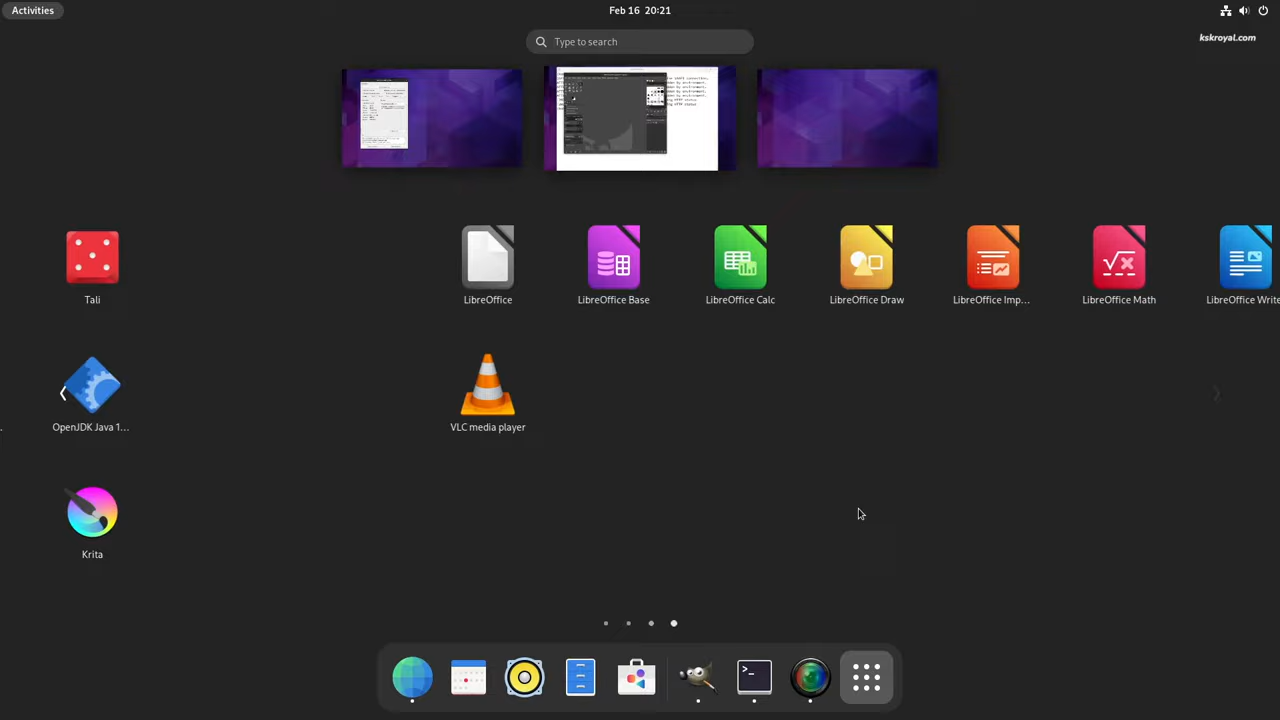 Activities
Feb 16 20:21
kskroyal.com
Type to search
Tali
LibreOffice
LibreOffice Base
LibreOffice Calc
LibreOffice Draw
LibreOffice Imp...
LibreOffice Math
LibreOffice Write
OpenJDK Java 1...
VLC media player
Krita